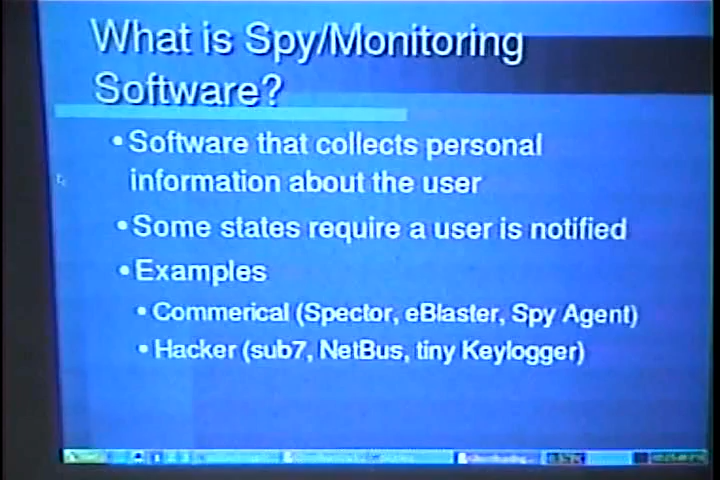 What is Spy/Monitoring
Software?
•Software that collects personal
information about the user
•Some states require a user is notified
•Examples
•Commerical (Spector, eBlaster, Spy Agent)
•Hacker (sub7, NetBus, tiny Keylogger)